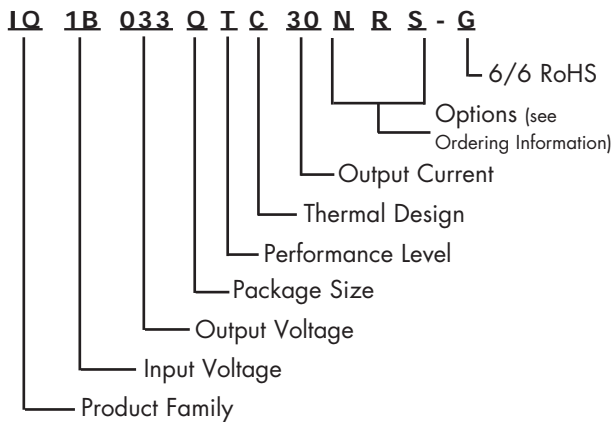 IQ 1B 033 Q T C 30 N R S - G
6/6 RoHS
Options (see
Ordering Information)
Output Current
Thermal Design
Performance Level
Package Size
Output Voltage
Input Voltage
Product Family